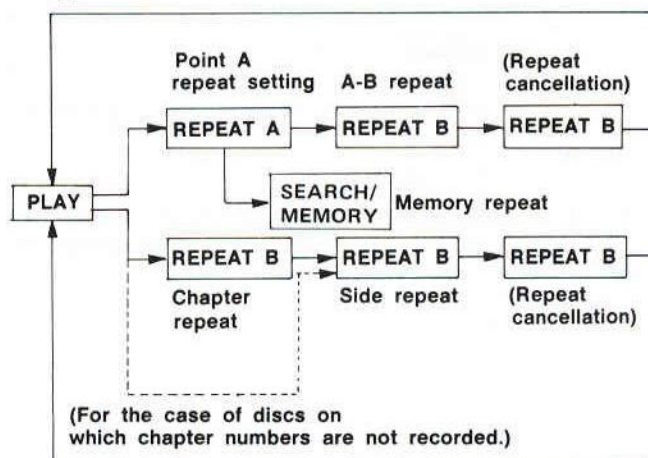 Point A
repeat setting
A-B repeat
(Repeat
cancellation)
REPEAT A
REPEAT B
REPEAT B
PLAY
SEARCH/
MEMORY
Memory repeat
REPEAT B
REPEAT B
REPEAT B
Chapter
repeat
Side repeat
(Repeat
cancellation)
(For the case of discs on
which chapter numbers are not recorded.)